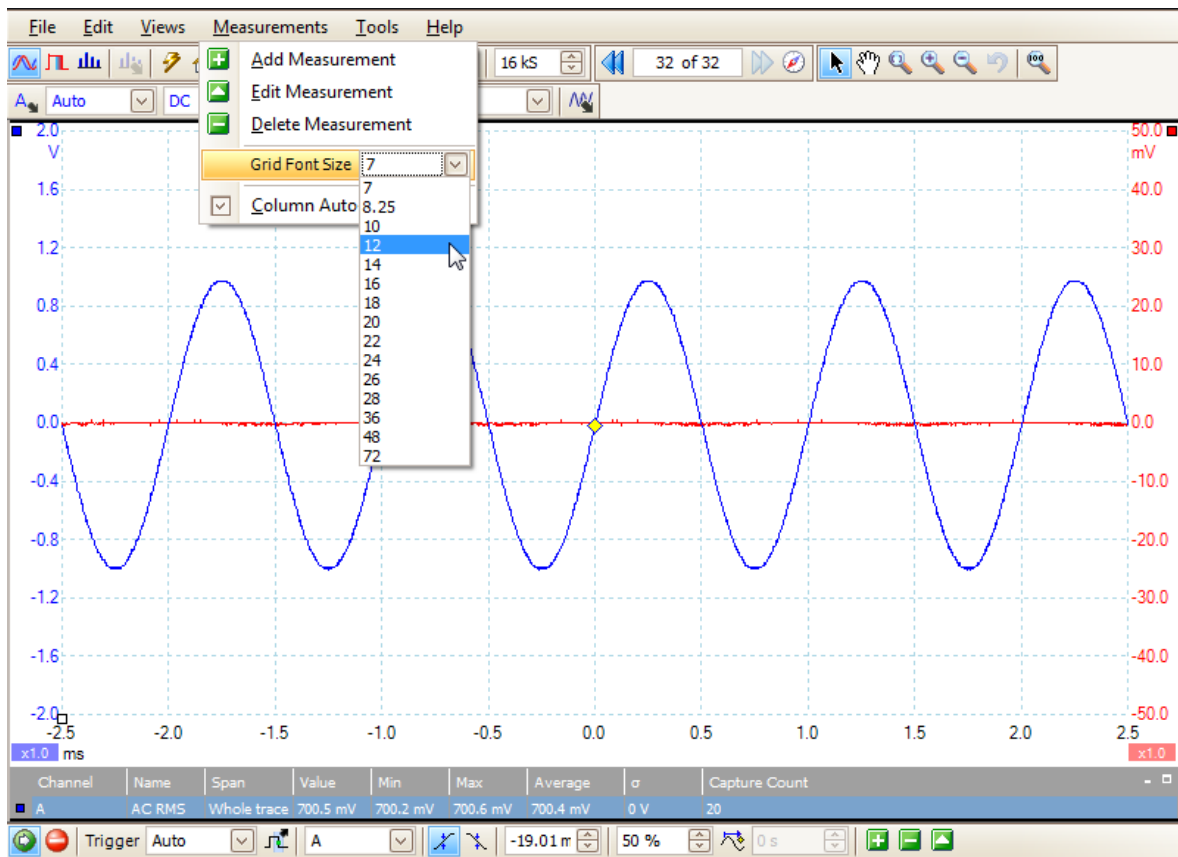 File Edit Views Measurements Tools Help
16 kS 32 of 32
A Auto DC
Add Measurement
Edit Measurement
Delete Measurement
Grid Font Size 7
Column Auto
7
8.25
10
12
14
16
18
20
22
24
26
28
36
48
72
2.0
V
1.6
1.2
0.8
0.4
0.0
-0.4
-0.8
-1.2
-1.6
-2.0
50.0
mV
40.0
30.0
20.0
10.0
0.0
-10.0
-20.0
-30.0
-40.0
-50.0
-2.5 -2.0 -1.5 -1.0 -0.5 0.0 0.5 1.0 1.5 2.0 2.5
x1.0 ms x1.0
Channel Name Span Value Min Max Average σ Capture Count
A AC RMS Whole trace 700.5 mV 700.2 mV 700.6 mV 700.4 mV 0 V 20
Trigger Auto A -19.01 m 50 % 0 s